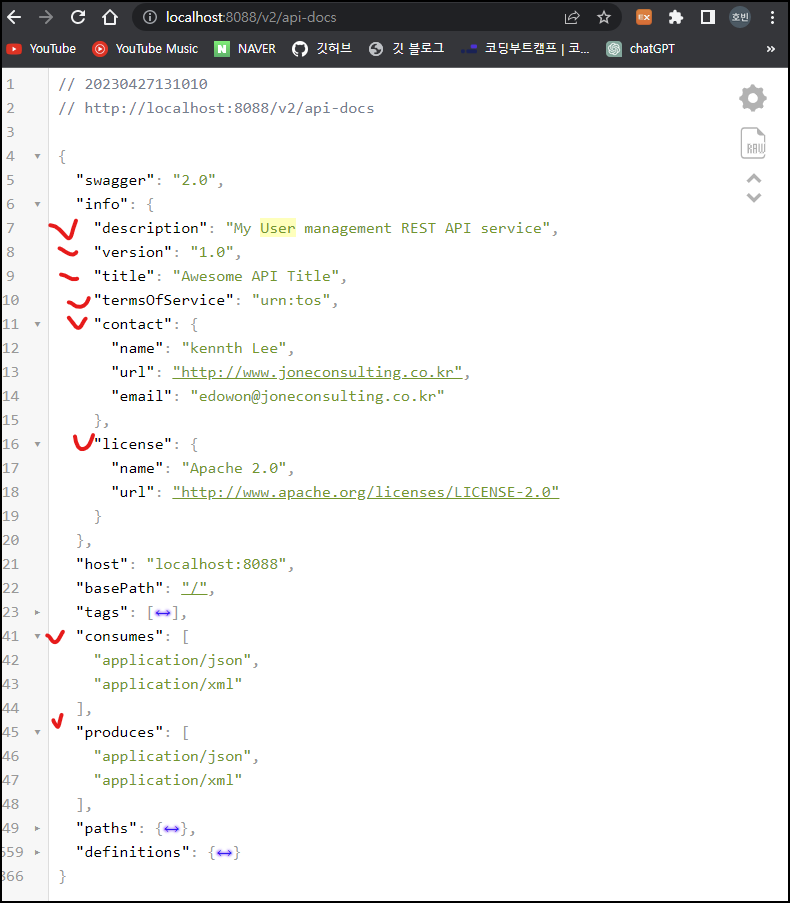 localhost:8088/v2/api-docs
호빈
YouTube YouTube Music NAVER 깃허브 깃 블로그 코딩부트캠프 | 코... chatGPT »
1 // 20230427131010
2 // http://localhost:8088/v2/api-docs
3
4 {
5 "swagger": "2.0",
6 "info": {
7 "description": "My User management REST API service",
8 "version": "1.0",
9 "title": "Awesome API Title",
10 "termsOfService": "urn:tos",
11 "contact": {
12 "name": "kennth Lee",
13 "url": "http://www.joneconsulting.co.kr",
14 "email": "edowon@joneconsulting.co.kr"
15 },
16 "license": {
17 "name": "Apache 2.0",
18 "url": "http://www.apache.org/licenses/LICENSE-2.0"
19 }
20 },
21 "host": "localhost:8088",
22 "basePath": "/",
23 "tags": [↔],
41 "consumes": [
42 "application/json",
43 "application/xml"
44 ],
45 "produces": [
46 "application/json",
47 "application/xml"
48 ],
49 "paths": {↔},
559 "definitions": {↔}
866 }
RAW